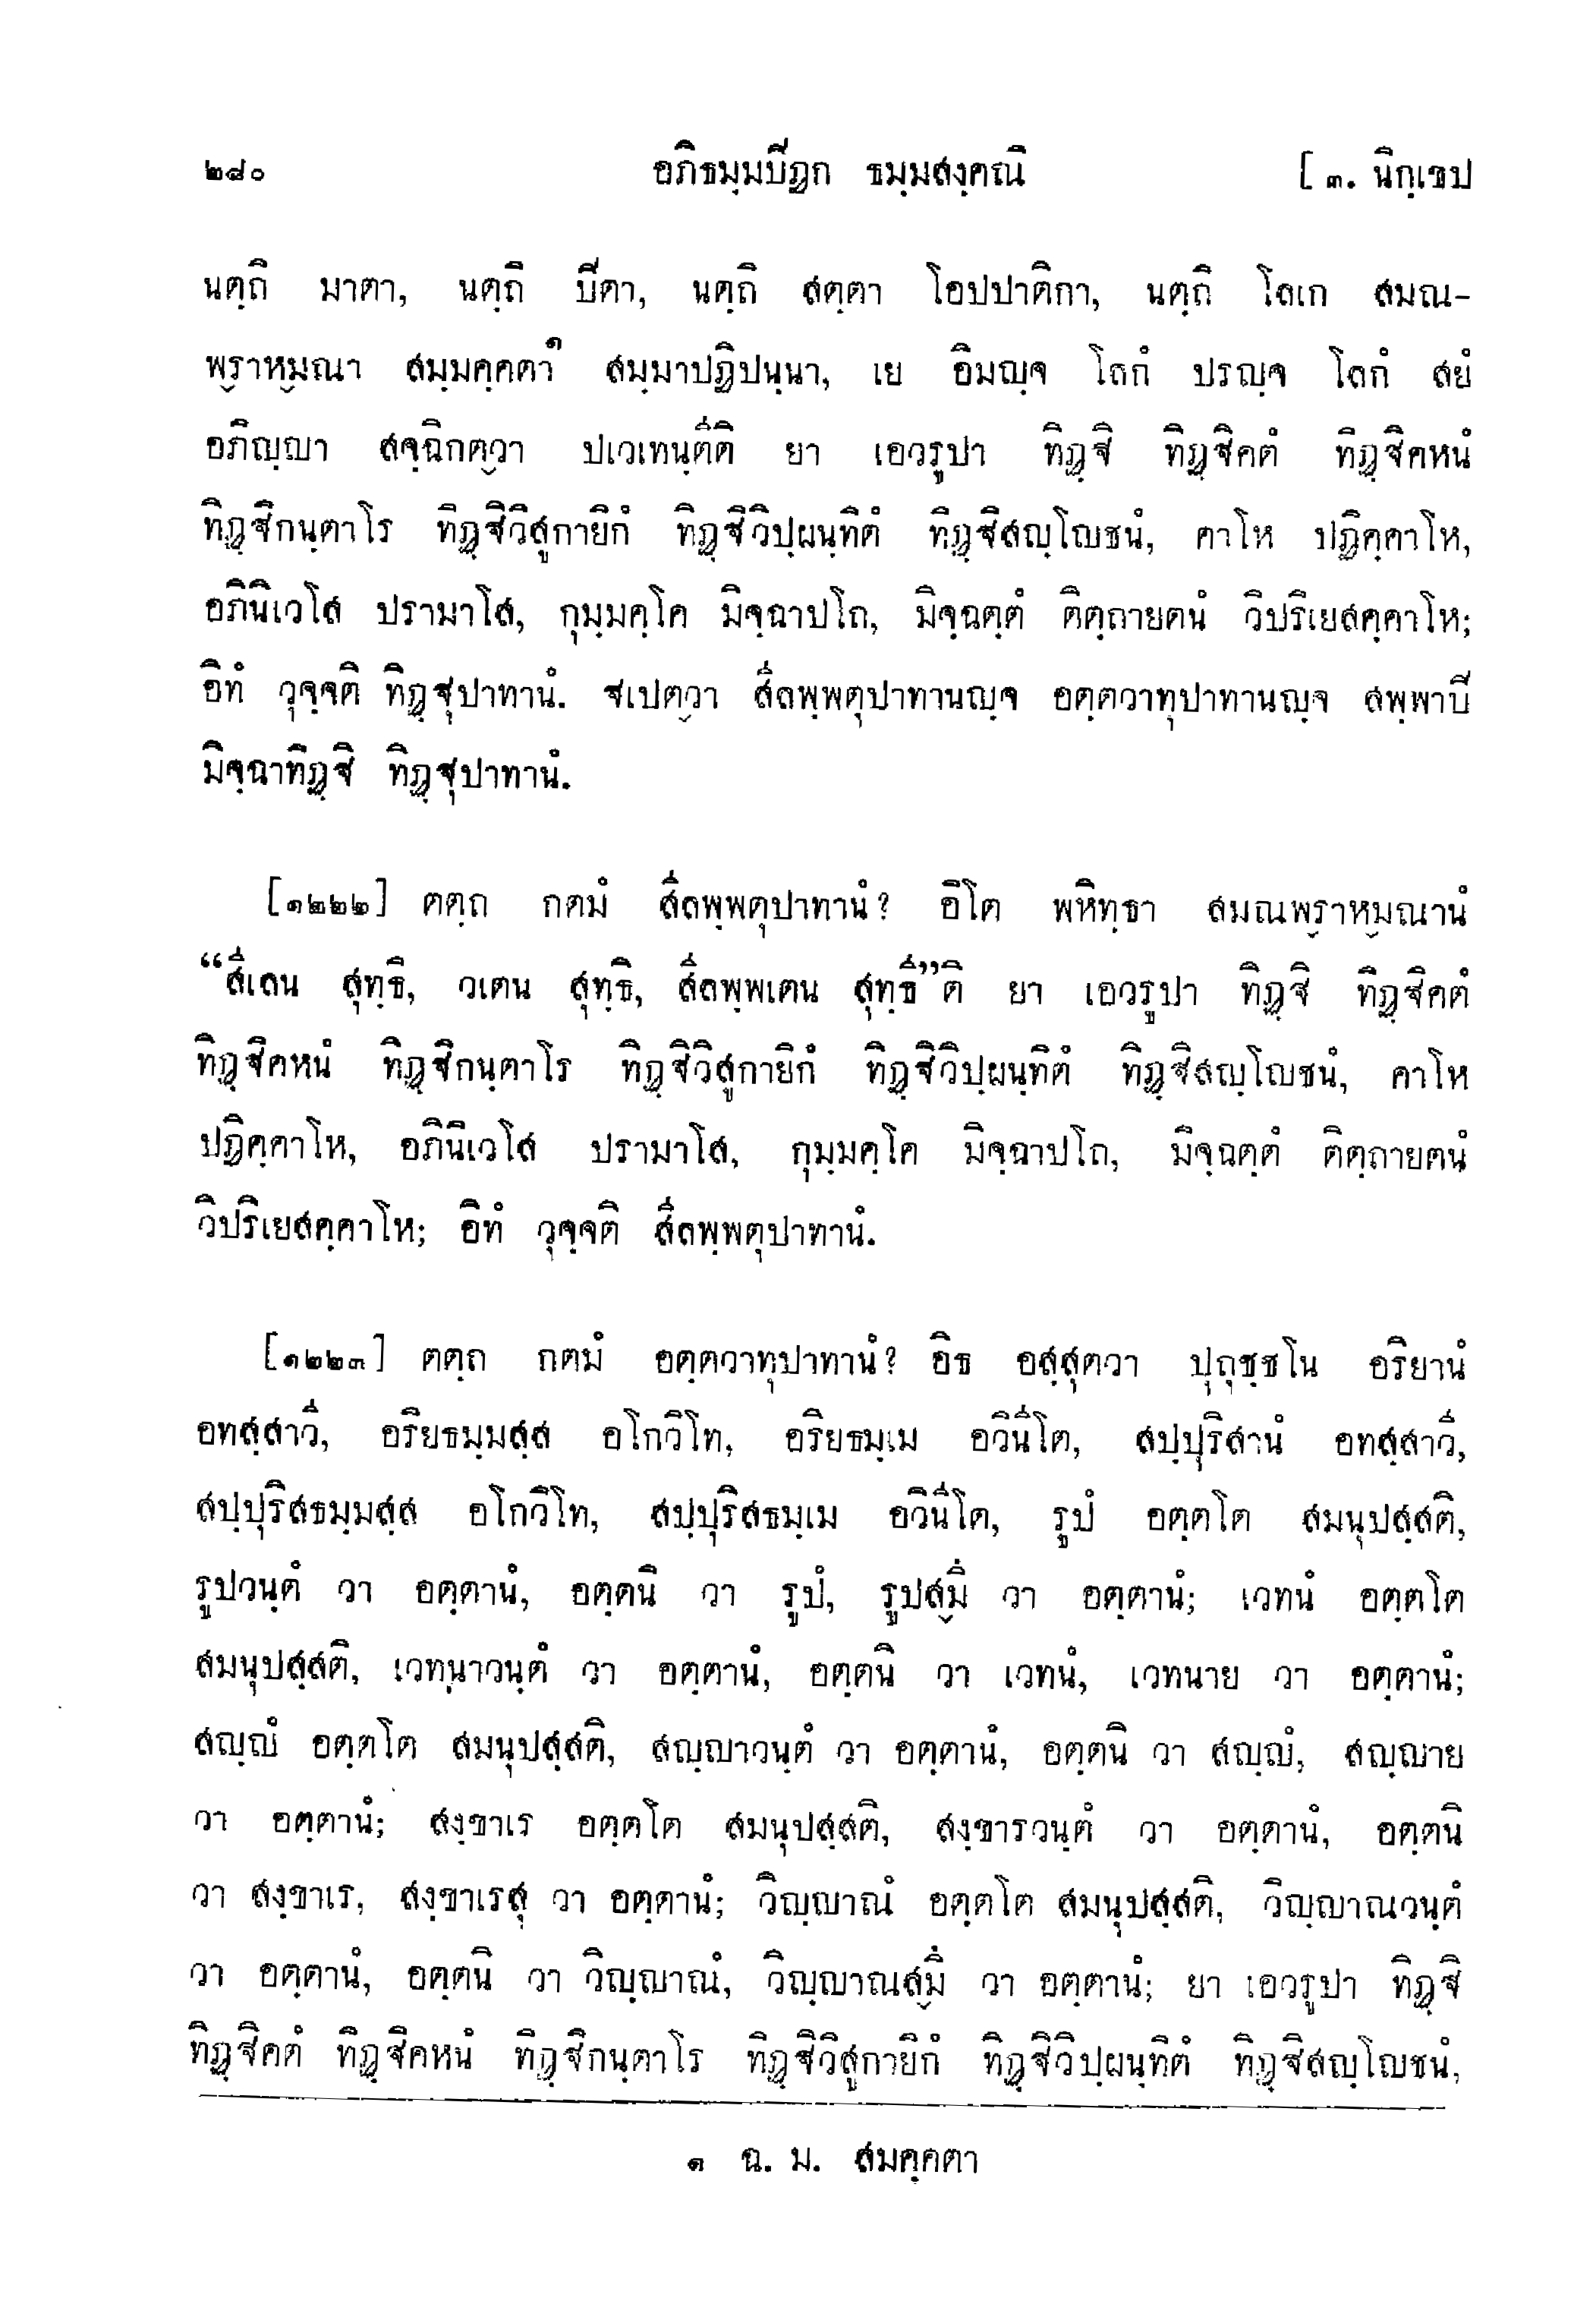 ๒๘๐ อภิธมฺมปีฏก ธมฺมสงฺคณิ [ ๓. นิกฺเขป
นตฺถิ มาตา, นตฺถิ ปีตา, นตฺถิ สตฺตา โอปปาติกา, นตฺถิ โลเก สมณ-
พฺราหฺมณา สมฺมคฺคตา๑ สมฺมาปฏิปนฺนา, เย อิมญฺจ โลกํ ปรญฺจ โลกํ สยํ
อภิญฺญา สจฺฉิกตฺวา ปเวเทนฺตีติ ยา เอวรูปา ทิฏฺฐิ ทิฏฺฐิคตํ ทิฏฺฐิคหนํ
ทิฏฺฐิกนฺตาโร ทิฏฺฐิวิสูกายิกํ ทิฏฺฐิวิปฺผนฺทิตํ ทิฏฺฐิสญฺโญชนํ, คาโห ปฏิคฺคาโห,
อภินิเวโส ปรามาโส, กุมฺมคฺโค มิจฺฉาปโถ, มิจฺฉตฺตํ ติตฺถายตนํ วิปริเยสคฺคาโห;
อิทํ วุจฺจติ ทิฏฺฐุปาทานํ. ฐเปตฺวา สีลพฺพตุปาทานญฺจ อตฺตวาทุปาทานญฺจ สพฺพาปี
มิจฺฉาทิฏฺฐิ ทิฏฺฐุปาทานํ.
[๑๒๒๒] ตตฺถ กตมํ สีลพฺพตุปาทานํ? อิโต พหิทฺธา สมณพฺราหฺมณานํ
“สีเลน สุทฺธิ, วเตน สุทฺธิ, สีลพฺพเตน สุทฺธี”ติ ยา เอวรูปา ทิฏฺฐิ ทิฏฺฐิคตํ
ทิฏฺฐิคหนํ ทิฏฺฐิกนฺตาโร ทิฏฺฐิวิสูกายิกํ ทิฏฺฐิวิปฺผนฺทิตํ ทิฏฺฐิสญฺโญชนํ, คาโห
ปฏิคฺคาโห, อภินิเวโส ปรามาโส, กุมฺมคฺโค มิจฺฉาปโถ, มิจฺฉตฺตํ ติตฺถายตนํ
วิปริเยสคฺคาโห; อิทํ วุจฺจติ สีลพฺพตุปาทานํ.
[๑๒๒๓] ตตฺถ กตมํ อตฺตวาทุปาทานํ? อิธ อสฺสุตวา ปุถุชฺชโน อริยานํ
อทสฺสาวี, อริยธมฺมสฺส อโกวิโท, อริยธมฺเม อวินีโต, สปฺปุริสานํ อทสฺสาวี,
สปฺปุริสธมฺมสฺส อโกวิโท, สปฺปุริสธมฺเม อวินีโต, รูปํ อตฺตโต สมนุปสฺสติ,
รูปวนฺตํ วา อตฺตานํ, อตฺตนิ วา รูปํ, รูปสฺมึ วา อตฺตานํ; เวทนํ อตฺตโต
สมนุปสฺสติ, เวทนฺาวนฺตํ วา อตฺตานํ, อตฺตนิ วา เวทนํ, เวทนาย วา อตฺตานํ;
สญฺญํ อตฺตโต สมนุปสฺสติ, สญฺญาวนฺตํ วา อตฺตานํ, อตฺตนิ วา สญฺญํ, สญฺญาย
วา อตฺตานํ; สงฺขาเร อตฺตโต สมนุปสฺสติ, สงฺขารวนฺตํ วา อตฺตานํ, อตฺตนิ
วา สงฺขาเร, สงฺขาเรสุ วา อตฺตานํ; วิญฺญาณํ อตฺตโต สมนุปสฺสติ, วิญฺญาณวนฺตํ
วา อตฺตานํ, อตฺตนิ วา วิญฺญาณํ, วิญฺญาณสฺมึ วา อตฺตานํ; ยา เอวรูปา ทิฏฺฐิ
ทิฏฺฐิคตํ ทิฏฺฐิคหนํ ทิฏฺฐิกนฺตาโร ทิฏฺฐิวิสูกายิกํ ทิฏฺฐิวิปฺผนฺทิตํ ทิฏฺฐิสญฺโญชนํ,
๑ ฉ. ม. สมคฺคตา